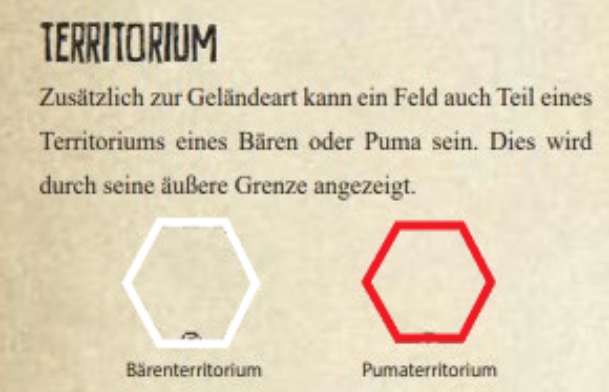 TERRITORIUM
Zusätzlich zur Geländeart kann ein Feld auch Teil eines
Territoriums eines Bären oder Puma sein. Dies wird
durch seine äußere Grenze angezeigt.
Bärenterritorium
Pumaterritorium